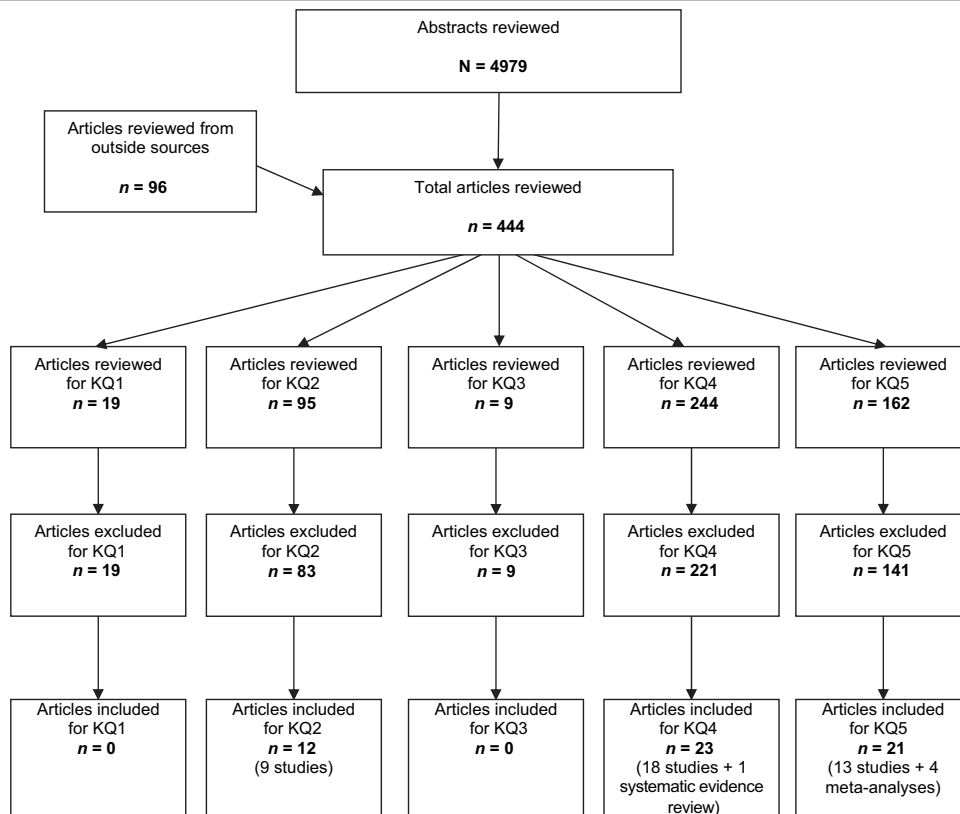 Abstracts reviewed
N = 4979
Articles reviewed from
outside sources
n = 96
Total articles reviewed
n = 444
Articles reviewed
for KQ1
n = 19
Articles reviewed
for KQ2
n = 95
Articles reviewed
for KQ3
n = 9
Articles reviewed
for KQ4
n = 244
Articles reviewed
for KQ5
n = 162
Articles excluded
for KQ1
n = 19
Articles excluded
for KQ2
n = 83
Articles excluded
for KQ3
n = 9
Articles excluded
for KQ4
n = 221
Articles excluded
for KQ5
n = 141
Articles included
for KQ1
n = 0
Articles included
for KQ2
n = 12
(9 studies)
Articles included
for KQ3
n = 0
Articles included
for KQ4
n = 23
(18 studies + 1
systematic evidence
review)
Articles included
for KQ5
n = 21
(13 studies + 4
meta-analyses)